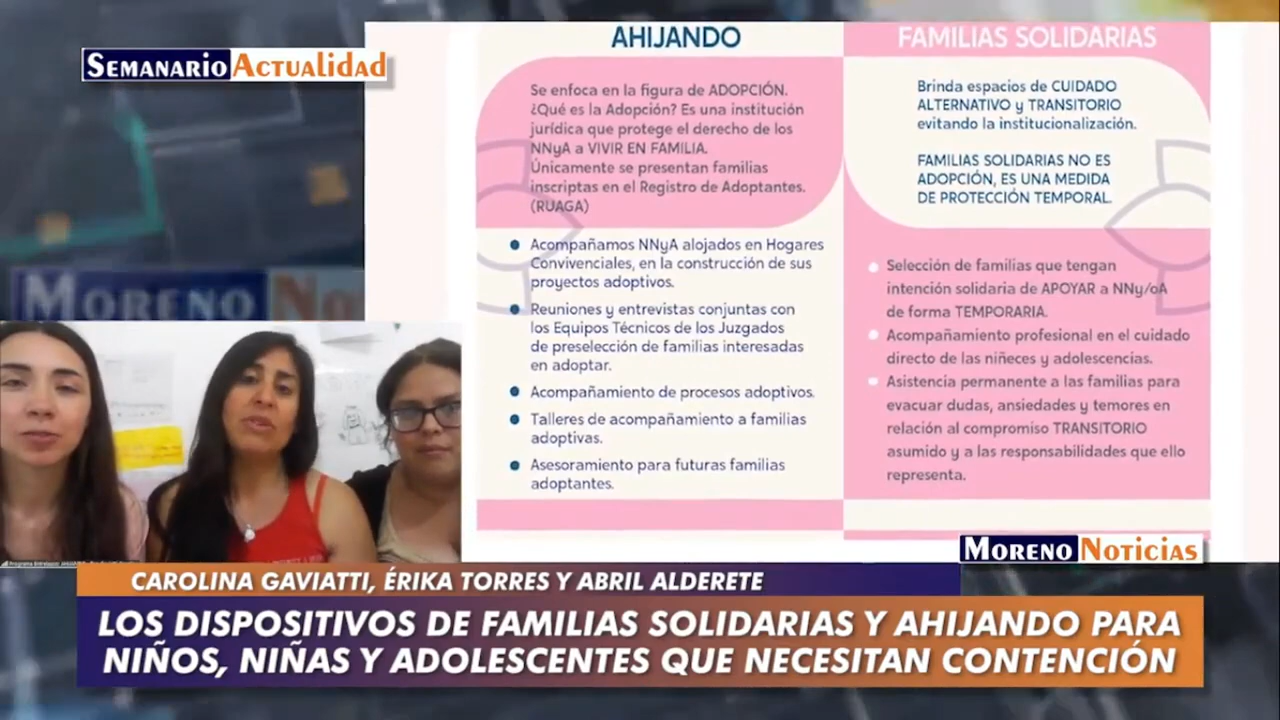 SEMANARIO ACTUALIDAD
AHIJANDO
Se enfoca en la figura de ADOPCIÓN.
¿Qué es la Adopción? Es una institución
jurídica que protege el derecho de los
NNyA a VIVIR EN FAMILIA.
Únicamente se presentan familias
inscriptas en el Registro de Adoptantes.
(RUAGA)
Acompañamos NNyA alojados en Hogares
Convivenciales, en la construcción de sus
proyectos adoptivos.
Reuniones y entrevistas conjuntas con
los Equipos Técnicos de los Juzgados
de preselección de familias interesadas
en adoptar.
Acompañamiento de procesos adoptivos.
Talleres de acompañamiento a familias
adoptivas.
Asesoramiento para futuras familias
adoptantes.
FAMILIAS SOLIDARIAS
Brinda espacios de CUIDADO
ALTERNATIVO y TRANSITORIO
evitando la institucionalización.
FAMILIAS SOLIDARIAS NO ES
ADOPCIÓN, ES UNA MEDIDA
DE PROTECCIÓN TEMPORAL.
Selección de familias que tengan
intención solidaria de APOYAR a NNy/oA
de forma TEMPORARIA.
Acompañamiento profesional en el cuidado
directo de las niñeces y adolescencias.
Asistencia permanente a las familias para
evacuar dudas, ansiedades y temores en
relación al compromiso TRANSITORIO
asumido y a las responsabilidades que ello
representa.
MORENO No
MORENO NOTICIAS
CAROLINA GAVIATTI, ÉRIKA TORRES Y ABRIL ALDERETE
LOS DISPOSITIVOS DE FAMILIAS SOLIDARIAS Y AHIJANDO PARA
NIÑOS, NIÑAS Y ADOLESCENTES QUE NECESITAN CONTENCIÓN